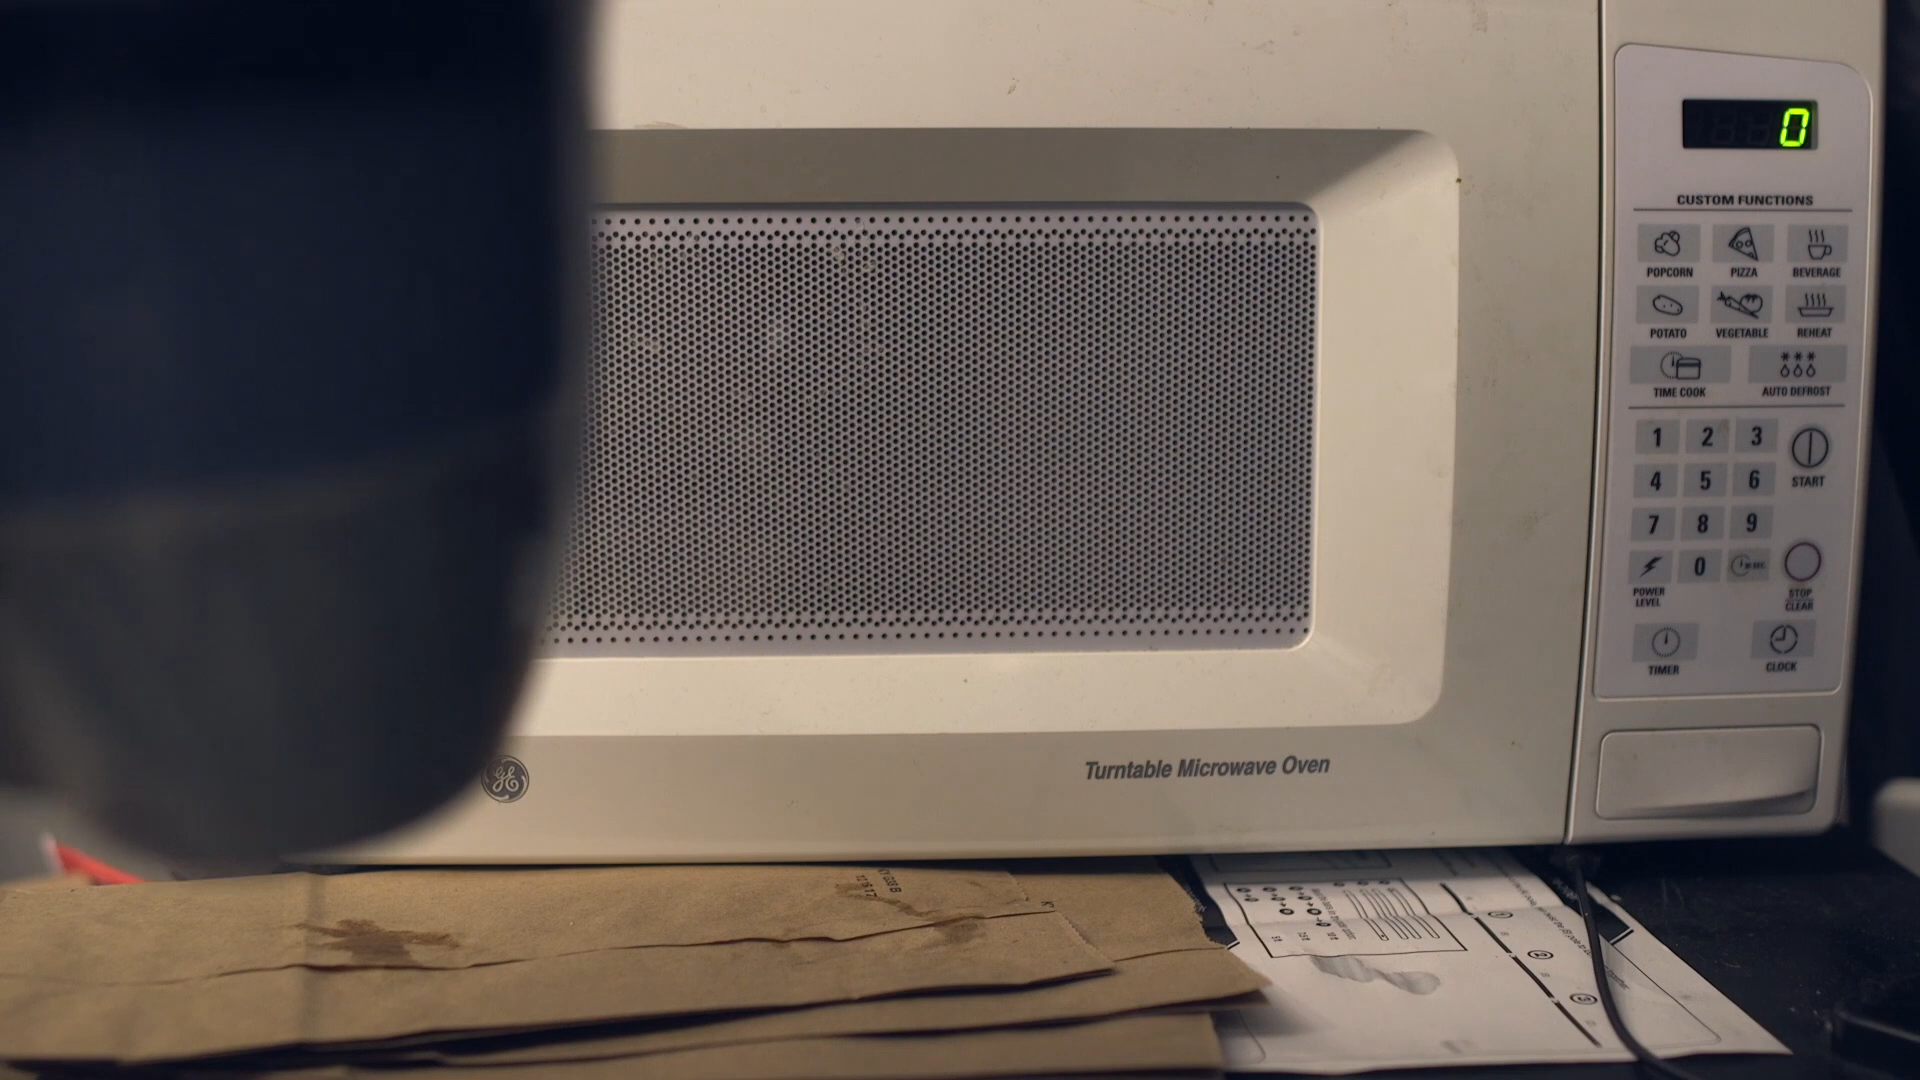 0
CUSTOM FUNCTIONS
POPCORN PIZZA BEVERAGE
POTATO VEGETABLE REHEAT
TIME COOK AUTO DEFROST
1 2 3
START
4 5 6
7 8 9
0
POWER
LEVEL
STOP
CLEAR
TIMER CLOCK
GE
Turntable Microwave Oven